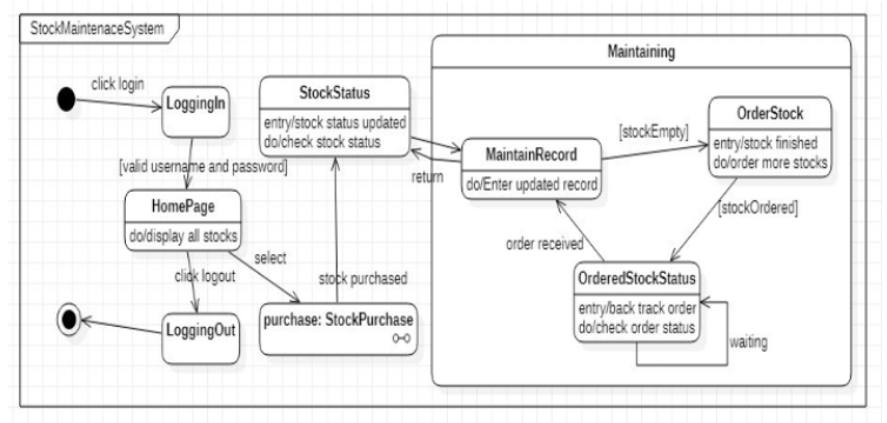 StockMaintenaceSystem
Maintaining
click login
LoggingIn
StockStatus
entry/stock status updated
do/check stock status
OrderStock
entry/stock finished
do/order more stocks
[stockEmpty]
MaintainRecord
do/Enter updated record
return
[valid username and password]
HomePage
do/display all stocks
[stockOrdered]
order received
select
click logout
stock purchased
OrderedStockStatus
entry/back track order
do/check order status
waiting
LoggingOut
purchase: StockPurchase